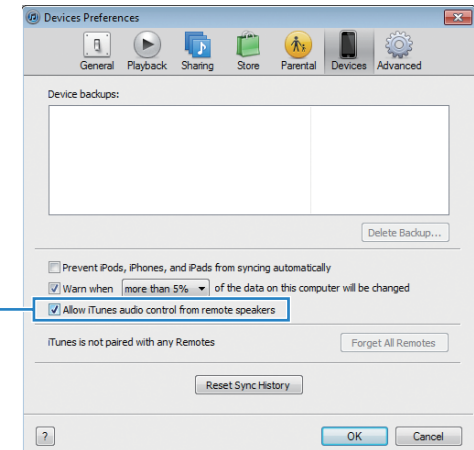 Devices Preferences
General Playback Sharing Store Parental Devices Advanced
Device backups:
Delete Backup...
Prevent iPods, iPhones, and iPads from syncing automatically
Warn when more than 5% of the data on this computer will be changed
Allow iTunes audio control from remote speakers
iTunes is not paired with any Remotes Forget All Remotes
Reset Sync History
? OK Cancel